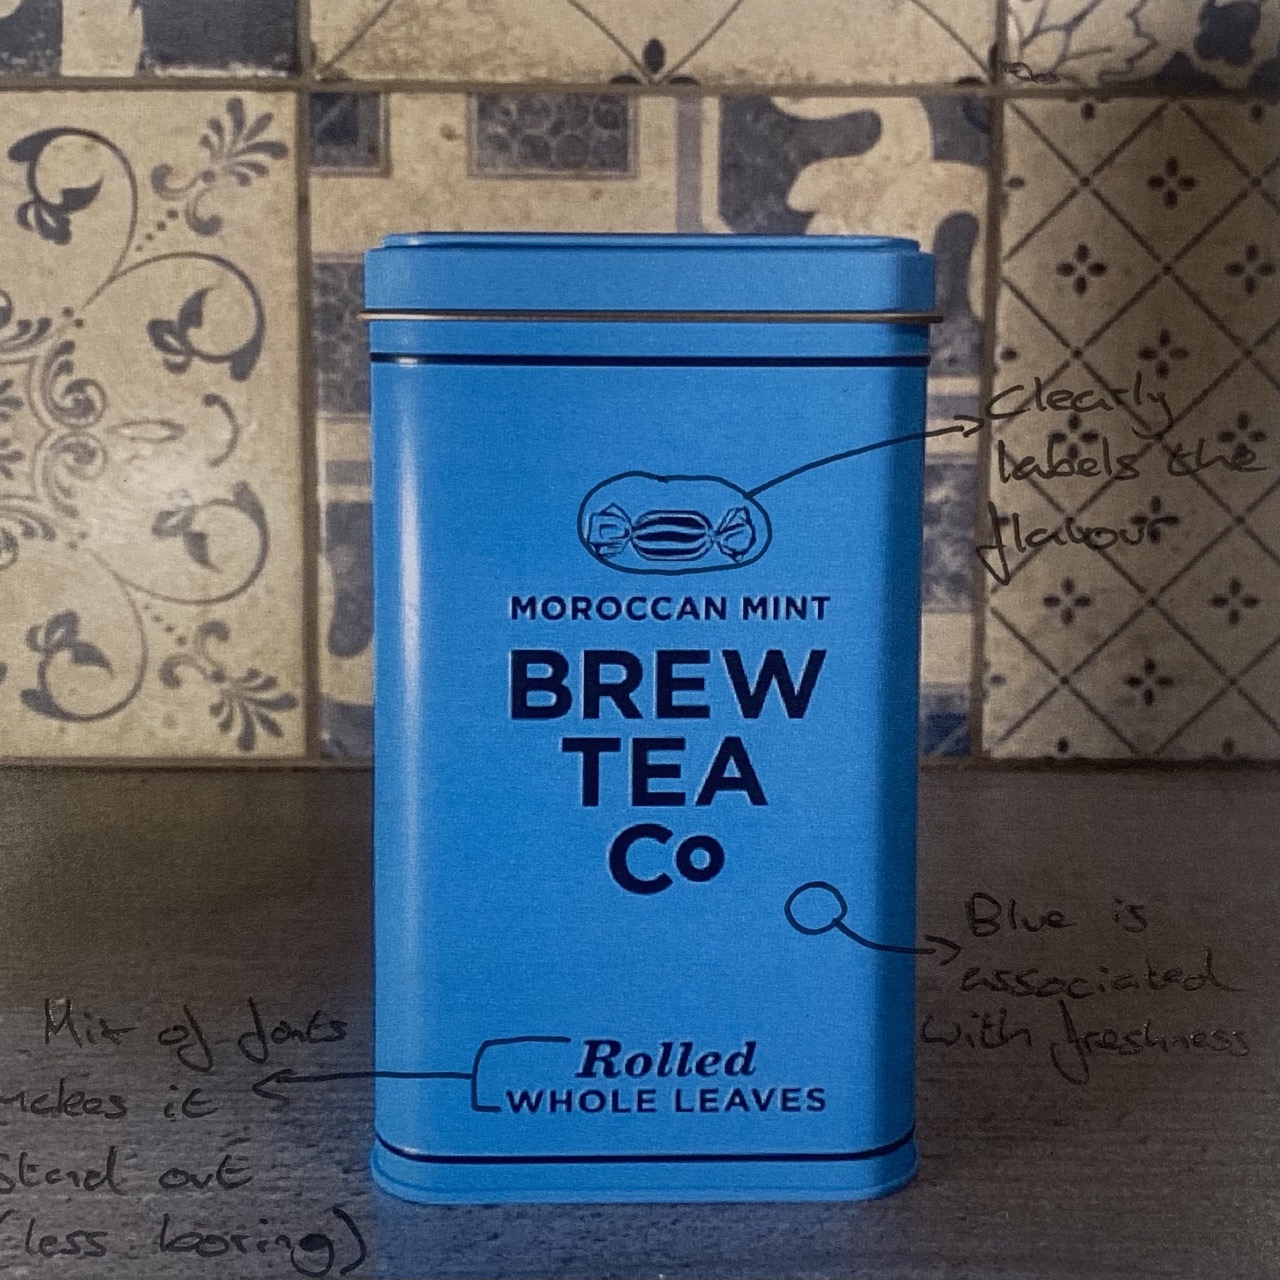 Clearly
labels the
flavour
MOROCCAN MINT
BREW
TEA
Co
Blue is
associated
with freshness
Mix of fonts
makes it
stand out
(less boring)
Rolled
WHOLE LEAVES